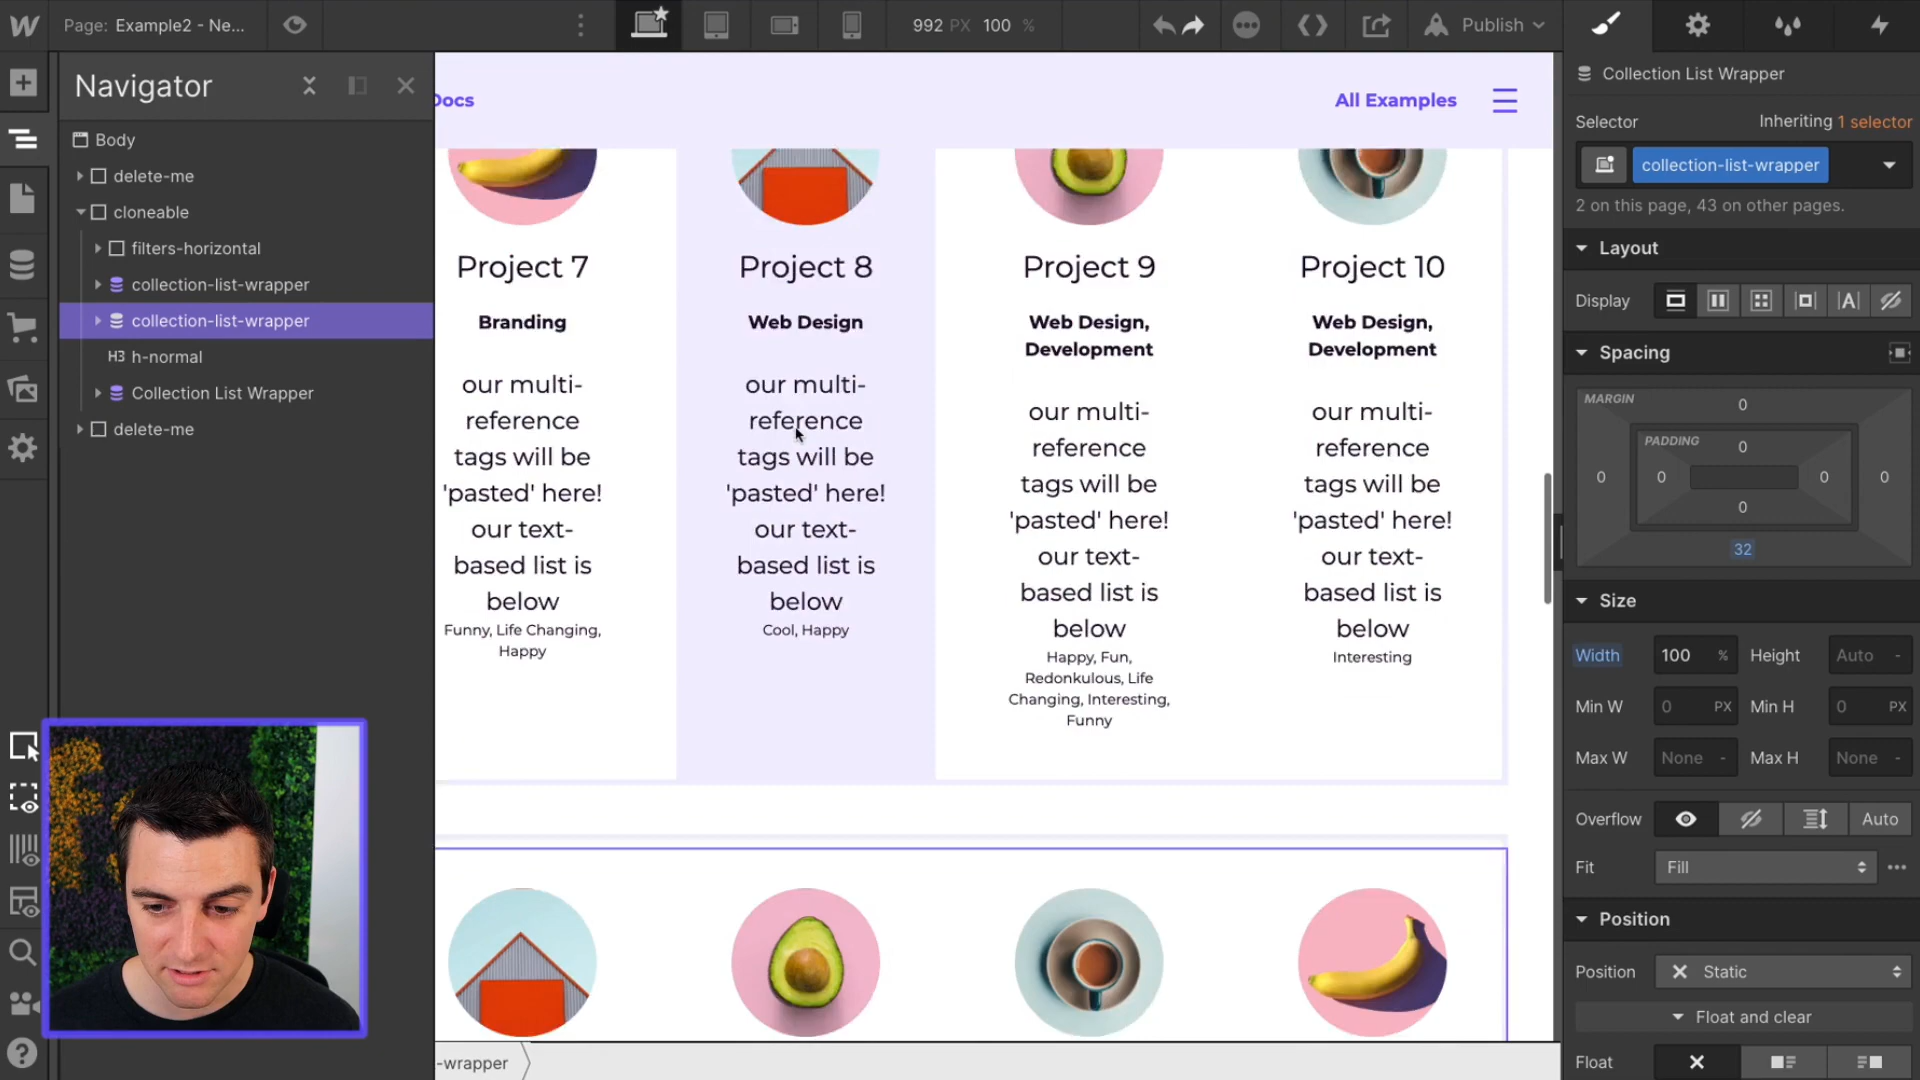 Page: Example2 - Ne...
992 PX 100 %
Publish
Navigator
Body
delete-me
cloneable
filters-horizontal
collection-list-wrapper
collection-list-wrapper
H3 h-normal
Collection List Wrapper
delete-me
Docs
All Examples
Project 7
Branding
our multi-
reference
tags will be
'pasted' here!
our text-
based list is
below
Funny, Life Changing,
Happy
Project 8
Web Design
our multi-
reference
tags will be
'pasted' here!
our text-
based list is
below
Cool, Happy
Project 9
Web Design,
Development
our multi-
reference
tags will be
'pasted' here!
our text-
based list is
below
Happy, Fun,
Redonkulous, Life
Changing, Interesting,
Funny
Project 10
Web Design,
Development
our multi-
reference
tags will be
'pasted' here!
our text-
based list is
below
Interesting
-wrapper
Collection List Wrapper
Selector Inheriting 1 selector
collection-list-wrapper
2 on this page, 43 on other pages.
Layout
Display
Spacing
MARGIN 0
PADDING 0
0 0 0 0
0
32
Size
Width 100 % Height Auto -
Min W 0 PX Min H 0 PX
Max W None - Max H None -
Overflow Auto
Fit Fill
Position
Position Static
Float and clear
Float